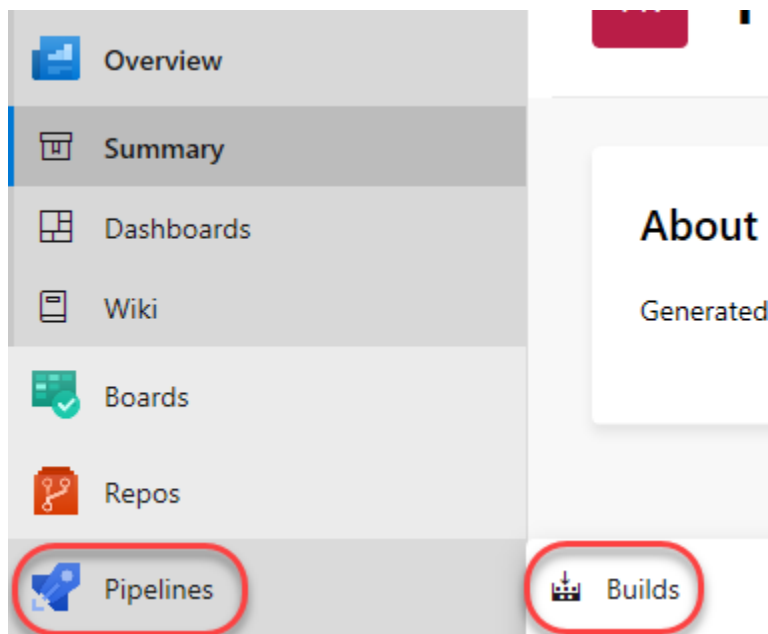 Overview
Summary
Dashboards
Wiki
Boards
Repos
Pipelines
Builds
About
Generated